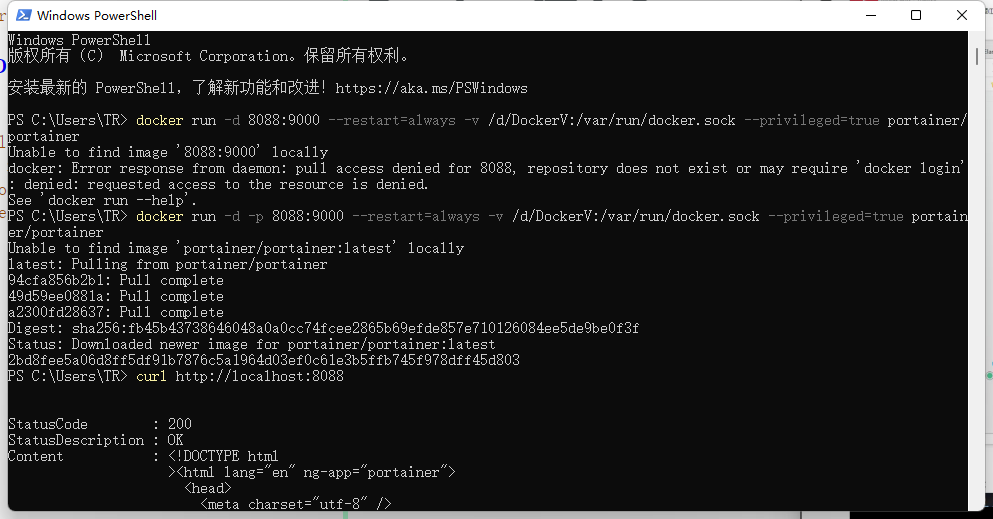 Windows PowerShell
Windows PowerShell
版权所有 (C) Microsoft Corporation。保留所有权利。
安装最新的 PowerShell，了解新功能和改进！https://aka.ms/PSWindows
PS C:\Users\TR> docker run -d 8088:9000 --restart=always -v /d/DockerV:/var/run/docker.sock --privileged=true portainer/
portainer
Unable to find image '8088:9000' locally
docker: Error response from daemon: pull access denied for 8088, repository does not exist or may require 'docker login'
: denied: requested access to the resource is denied.
See 'docker run --help'.
PS C:\Users\TR> docker run -d -p 8088:9000 --restart=always -v /d/DockerV:/var/run/docker.sock --privileged=true portain
er/portainer
Unable to find image 'portainer/portainer:latest' locally
latest: Pulling from portainer/portainer
94cfa856b2b1: Pull complete
49d59ee0881a: Pull complete
a2300fd28637: Pull complete
Digest: sha256:fb45b43738646048a0a0cc74fcee2865b69efde857e710126084ee5de9be0f3f
Status: Downloaded newer image for portainer/portainer:latest
2bd8fee5a06d8ff5df91b7876c5a1964d03ef0c61e3b5ffb745f978dff45d803
PS C:\Users\TR> curl http://localhost:8088
StatusCode : 200
StatusDescription : OK
Content : <!DOCTYPE html
><html lang="en" ng-app="portainer">
<head>
<meta charset="utf-8" />